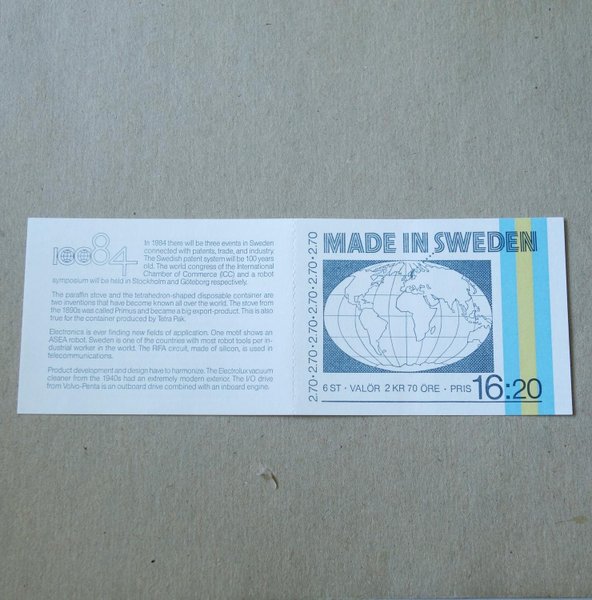 100 84
In 1984 there will be three events in Sweden
connected with patents, trade, and industry.
The Swedish patent system will be 100 years
old. The world congress of the International
Chamber of Commerce (ICC) and a robot
symposium will be held in Stockholm and Göteborg respectively.
The paraffin stove and the tetrahedron-shaped disposable container are
two inventions that have become known all over the world. The stove from
the 1890s was called Primus and became a big export-product. This is also
true for the container produced by Tetra Pak.
Electronics is ever finding new fields of application. One motif shows an
ASEA robot. Sweden is one of the countries with most robot tools per in-
dustrial worker in the world. The RIFA circuit, made of silicon, is used in
telecommunications.
Product development and design have to harmonize. The Electrolux vacuum
cleaner from the 1940s had an extremely modern exterior. The I/O drive
from Volvo-Penta is an outboard drive combined with an inboard engine.
2.70 · 2.70 · 2.70 · 2.70 · 2.70 · 2.70
MADE IN SWEDEN
6 ST · VALÖR 2 KR 70 ÖRE · PRIS 16:20